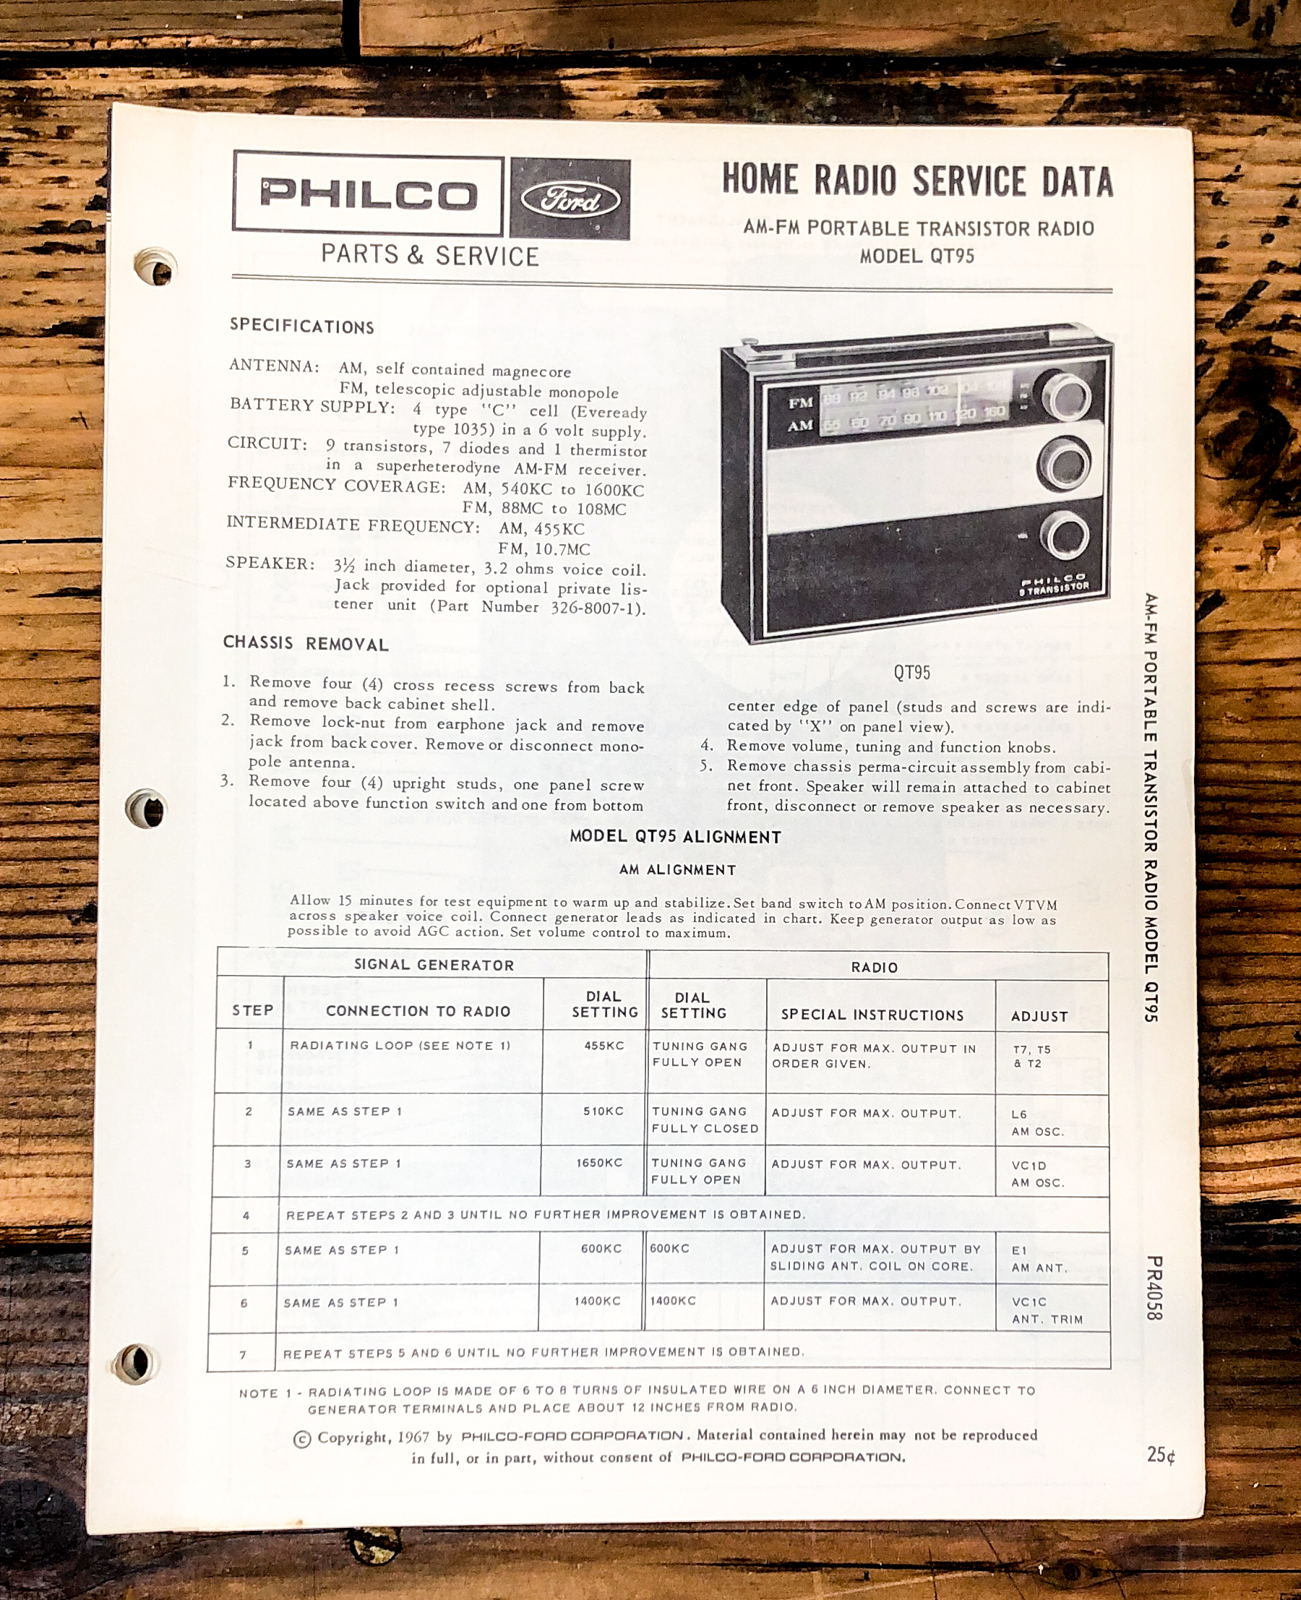 PHILCO
Ford
PARTS & SERVICE
HOME RADIO SERVICE DATA
AM-FM PORTABLE TRANSISTOR RADIO
MODEL QT95
SPECIFICATIONS
ANTENNA: AM, self contained magnecore
FM, telescopic adjustable monopole
BATTERY SUPPLY: 4 type "C" cell (Eveready
type 1035) in a 6 volt supply.
CIRCUIT: 9 transistors, 7 diodes and 1 thermistor
in a superheterodyne AM-FM receiver.
FREQUENCY COVERAGE: AM, 540KC to 1600KC
FM, 88MC to 108MC
INTERMEDIATE FREQUENCY: AM, 455KC
FM, 10.7MC
SPEAKER: 3½ inch diameter, 3.2 ohms voice coil.
Jack provided for optional private lis-
tener unit (Part Number 326-8007-1).
FM 88 92 94 96 102 104 108
AM 55 60 70 90 110 120 160
PHILCO
9 TRANSISTOR
QT95
CHASSIS REMOVAL
1. Remove four (4) cross recess screws from back
and remove back cabinet shell.
2. Remove lock-nut from earphone jack and remove
jack from back cover. Remove or disconnect mono-
pole antenna.
3. Remove four (4) upright studs, one panel screw
located above function switch and one from bottom
center edge of panel (studs and screws are indi-
cated by "X" on panel view).
4. Remove volume, tuning and function knobs.
5. Remove chassis perma-circuit assembly from cabi-
net front. Speaker will remain attached to cabinet
front, disconnect or remove speaker as necessary.
MODEL QT95 ALIGNMENT
AM ALIGNMENT
Allow 15 minutes for test equipment to warm up and stabilize. Set band switch to AM position. Connect VTVM
across speaker voice coil. Connect generator leads as indicated in chart. Keep generator output as low as
possible to avoid AGC action. Set volume control to maximum.
SIGNAL GENERATOR RADIO
STEP CONNECTION TO RADIO DIAL SETTING DIAL SETTING SPECIAL INSTRUCTIONS ADJUST
1 RADIATING LOOP (SEE NOTE 1) 455KC TUNING GANG ADJUST FOR MAX. OUTPUT IN T7, T5
FULLY OPEN ORDER GIVEN. & T2
2 SAME AS STEP 1 510KC TUNING GANG ADJUST FOR MAX. OUTPUT. L6
FULLY CLOSED AM OSC.
3 SAME AS STEP 1 1650KC TUNING GANG ADJUST FOR MAX. OUTPUT. VC1D
FULLY OPEN AM OSC.
4 REPEAT STEPS 2 AND 3 UNTIL NO FURTHER IMPROVEMENT IS OBTAINED.
5 SAME AS STEP 1 600KC 600KC ADJUST FOR MAX. OUTPUT BY E1
SLIDING ANT. COIL ON CORE. AM ANT.
6 SAME AS STEP 1 1400KC 1400KC ADJUST FOR MAX. OUTPUT. VC1C
ANT. TRIM
7 REPEAT STEPS 5 AND 6 UNTIL NO FURTHER IMPROVEMENT IS OBTAINED.
NOTE 1 - RADIATING LOOP IS MADE OF 6 TO 8 TURNS OF INSULATED WIRE ON A 6 INCH DIAMETER. CONNECT TO
GENERATOR TERMINALS AND PLACE ABOUT 12 INCHES FROM RADIO.
© Copyright, 1967 by PHILCO-FORD CORPORATION. Material contained herein may not be reproduced
in full, or in part, without consent of PHILCO-FORD CORPORATION.
AM-FM PORTABLE TRANSISTOR RADIO MODEL QT95
PR4058
25¢